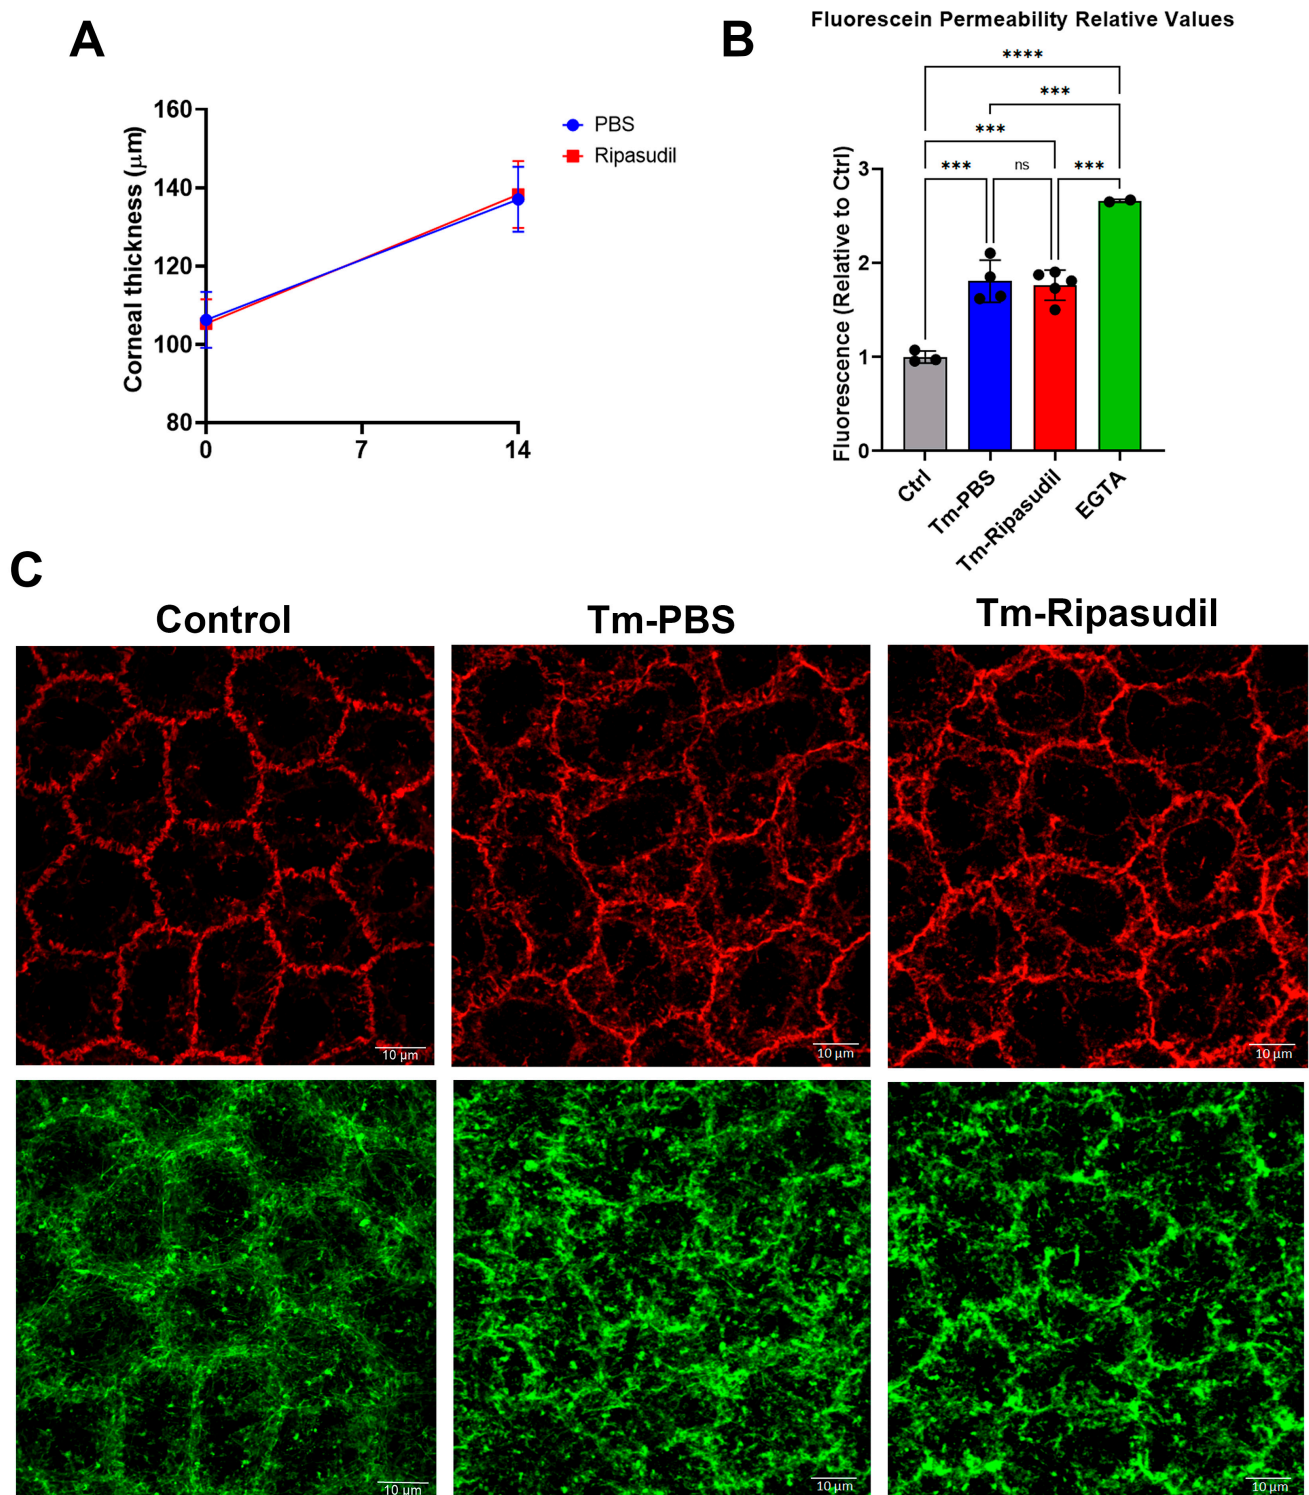 A
160
140
120
100
80
Corneal thickness (µm)
0
7
14
PBS
Ripasudil
B
Fluorescein Permeability Relative Values
****
***
***
***
ns
***
3
2
1
0
Fluorescence (Relative to Ctrl)
Ctrl
Tm-PBS
Tm-Ripasudil
EGTA
C
Control
Tm-PBS
Tm-Ripasudil
10 µm
10 µm
10 µm
10 µm
10 µm
10 µm